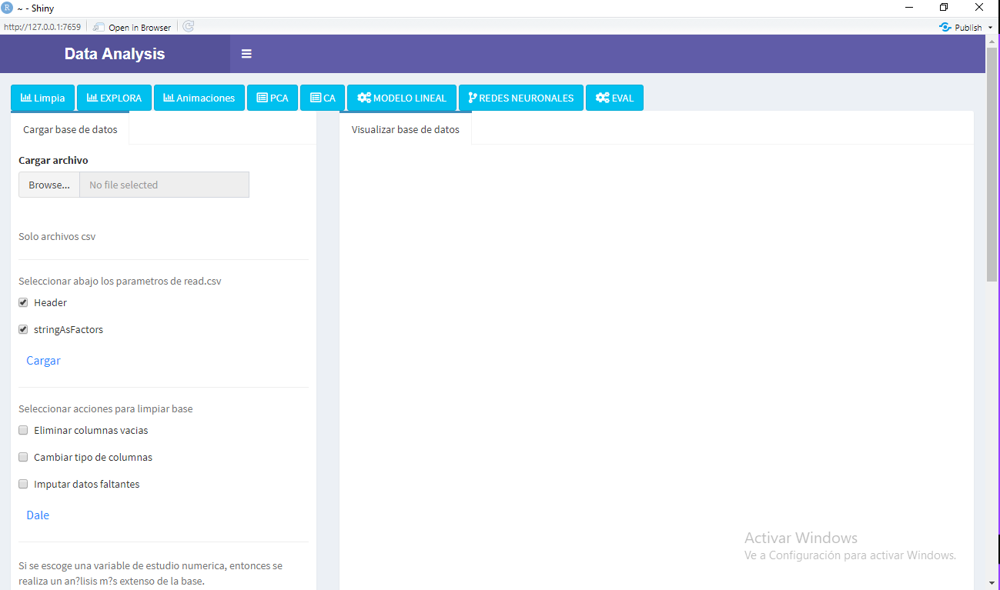 R ~ - Shiny
http://127.0.0.1:7659 Open in Browser Publish
Data Analysis
Limpia EXPLORA Animaciones PCA CA MODELO LINEAL REDES NEURONALES EVAL
Cargar base de datos
Cargar archivo
Browse... No file selected
Solo archivos csv
Seleccionar abajo los parametros de read.csv
Header
stringAsFactors
Cargar
Seleccionar acciones para limpiar base
Eliminar columnas vacias
Cambiar tipo de columnas
Imputar datos faltantes
Dale
Si se escoge una variable de estudio numerica, entonces se
realiza un an?lisis m?s extenso de la base.
Visualizar base de datos
Activar Windows
Ve a Configuración para activar Windows.